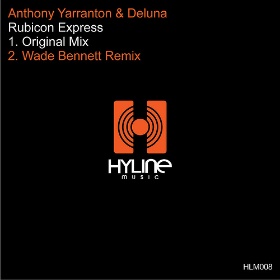 Anthony Yarranton & Deluna
Rubicon Express
1. Original Mix
2. Wade Bennett Remix
HYLINE
music
HLM008